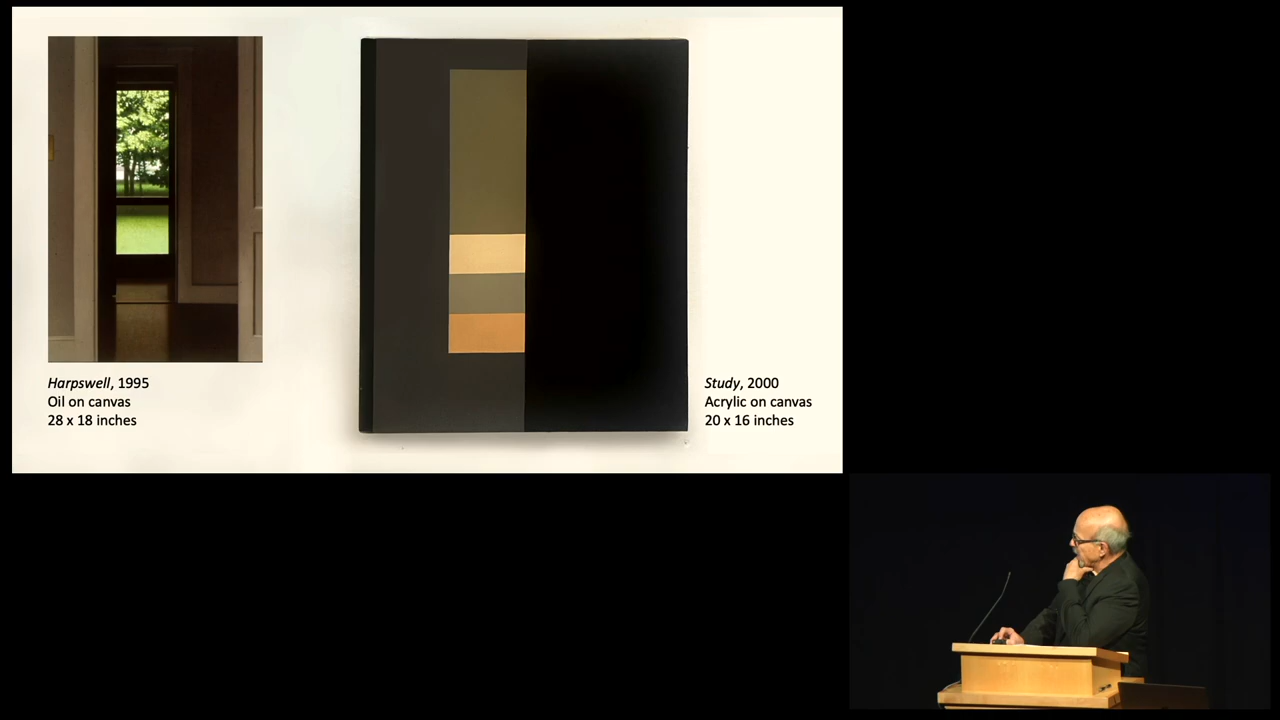 Harpswell, 1995
Oil on canvas
28 x 18 inches
Study, 2000
Acrylic on canvas
20 x 16 inches